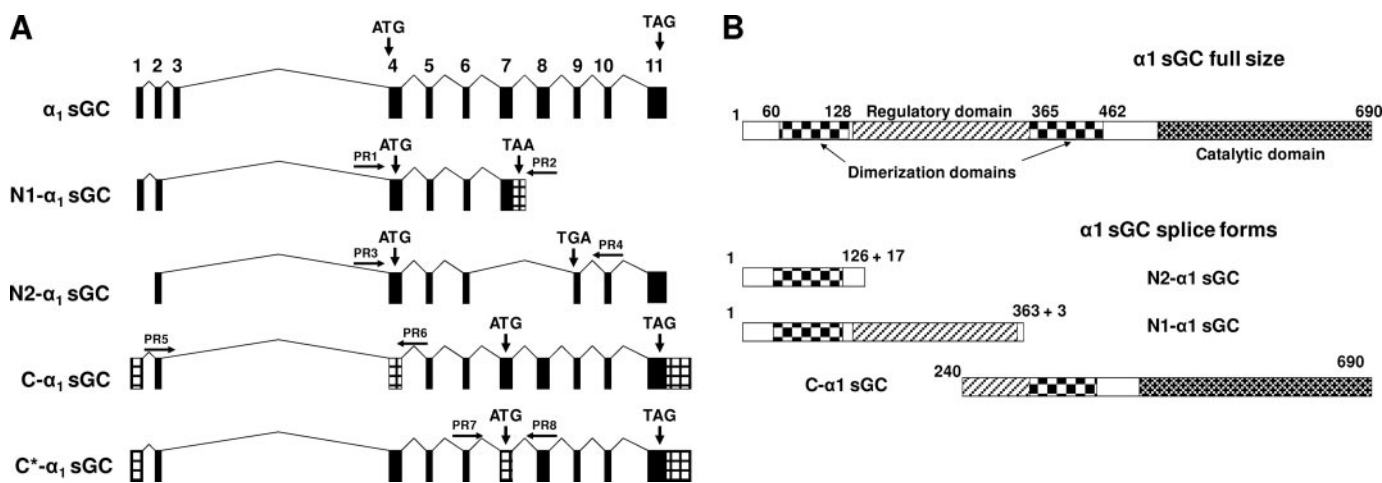 A
ATG TAG
1 2 3 4 5 6 7 8 9 10 11
α₁ sGC
ATG TAA
PR1 PR2
N1-α₁ sGC
ATG TGA
PR3 PR4
N2-α₁ sGC
ATG TAG
PR5 PR6
C-α₁ sGC
ATG TAG
PR7 PR8
C*-α₁ sGC
B
α1 sGC full size
1 60 128 Regulatory domain 365 462 690
Dimerization domains Catalytic domain
α1 sGC splice forms
1 126 + 17
N2-α1 sGC
1 363 + 3
N1-α1 sGC
240 690
C-α1 sGC